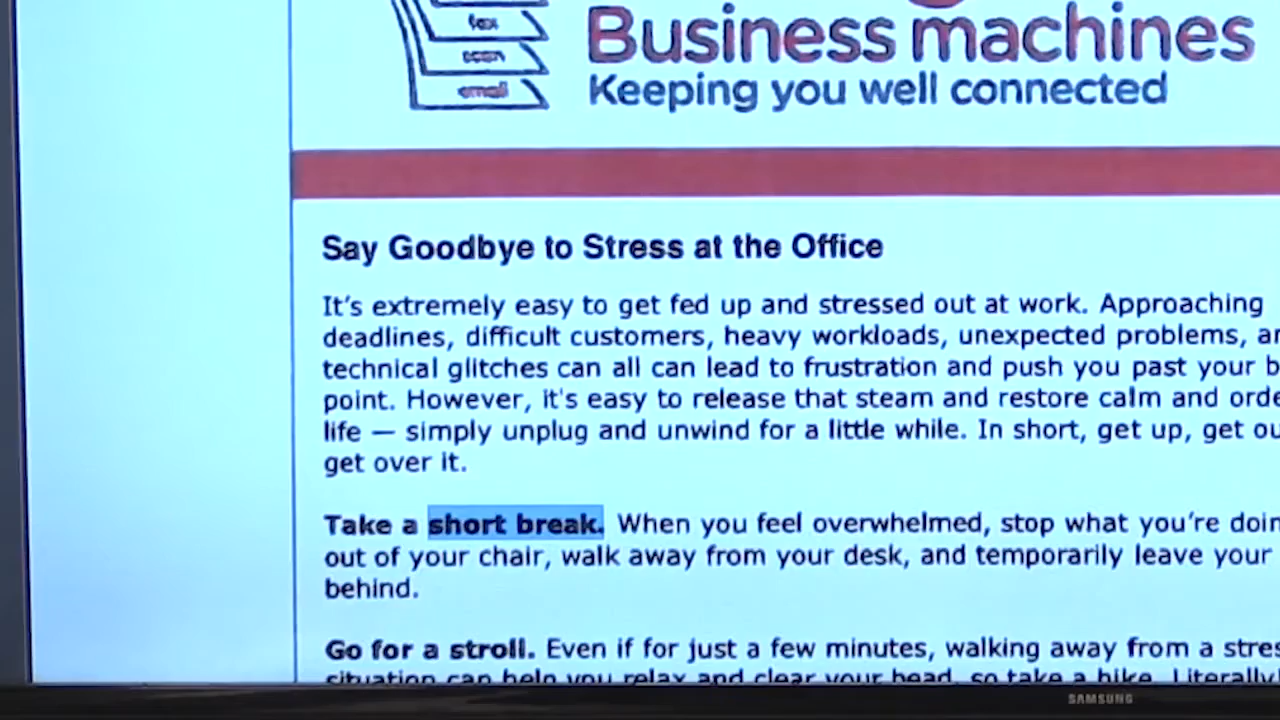 fax
scan
email
Business machines
Keeping you well connected
Say Goodbye to Stress at the Office
It's extremely easy to get fed up and stressed out at work. Approaching
deadlines, difficult customers, heavy workloads, unexpected problems,
technical glitches can all can lead to frustration and push you past your
point. However, it's easy to release that steam and restore calm and
life — simply unplug and unwind for a little while. In short, get up, get
get over it.
Take a short break. When you feel overwhelmed, stop what you're
out of your chair, walk away from your desk, and temporarily leave your
behind.
Go for a stroll. Even if for just a few minutes, walking away from a
situation can help you relax and clear your head, so take a hike. Literally!
SAMSUNG